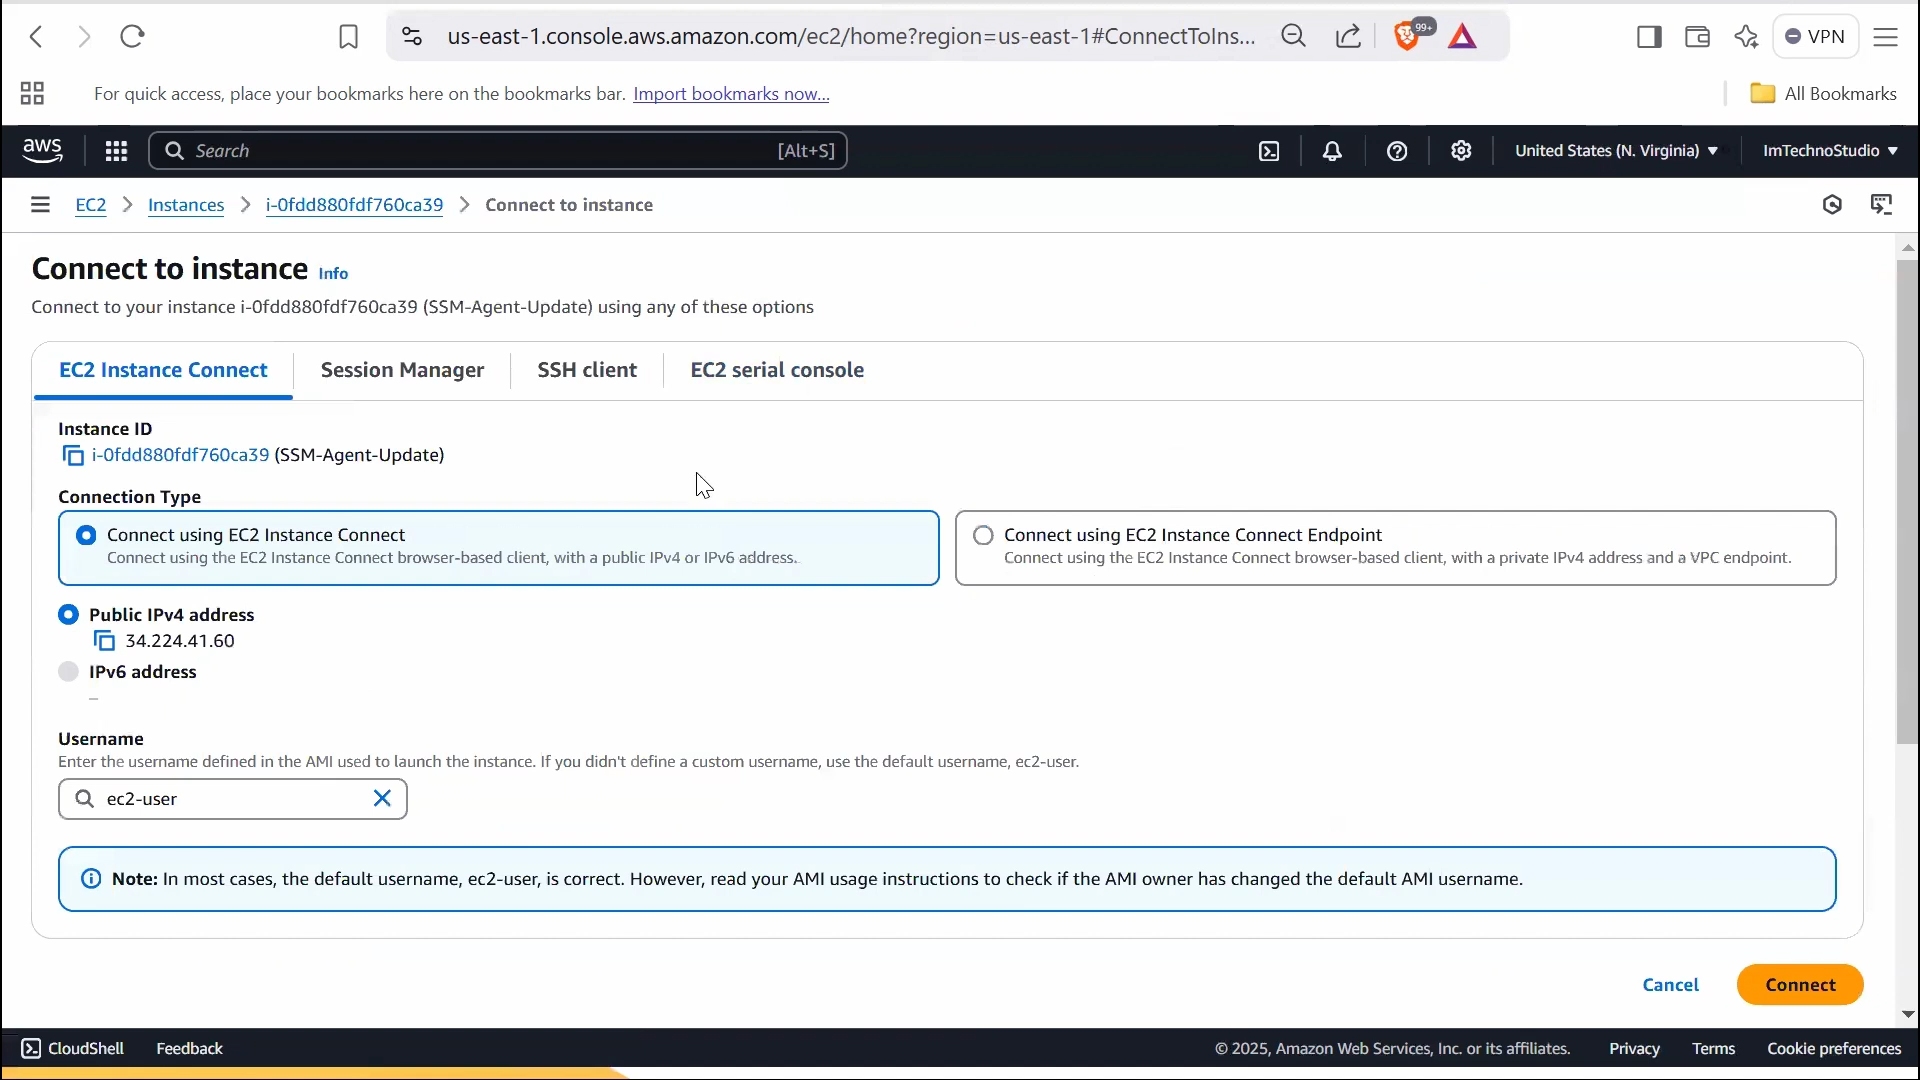 us-east-1.console.aws.amazon.com/ec2/home?region=us-east-1#ConnectToIns...
99+
VPN
For quick access, place your bookmarks here on the bookmarks bar. Import bookmarks now...
All Bookmarks
aws
Search
[Alt+S]
United States (N. Virginia)
ImTechnoStudio
EC2 > Instances > i-0fdd880fdf760ca39 > Connect to instance
Connect to instance Info
Connect to your instance i-0fdd880fdf760ca39 (SSM-Agent-Update) using any of these options
EC2 Instance Connect
Session Manager
SSH client
EC2 serial console
Instance ID
i-0fdd880fdf760ca39 (SSM-Agent-Update)
Connection Type
Connect using EC2 Instance Connect
Connect using the EC2 Instance Connect browser-based client, with a public IPv4 or IPv6 address.
Connect using EC2 Instance Connect Endpoint
Connect using the EC2 Instance Connect browser-based client, with a private IPv4 address and a VPC endpoint.
Public IPv4 address
34.224.41.60
IPv6 address
–
Username
Enter the username defined in the AMI used to launch the instance. If you didn't define a custom username, use the default username, ec2-user.
ec2-user
Note: In most cases, the default username, ec2-user, is correct. However, read your AMI usage instructions to check if the AMI owner has changed the default AMI username.
Cancel
Connect
CloudShell
Feedback
© 2025, Amazon Web Services, Inc. or its affiliates.
Privacy
Terms
Cookie preferences